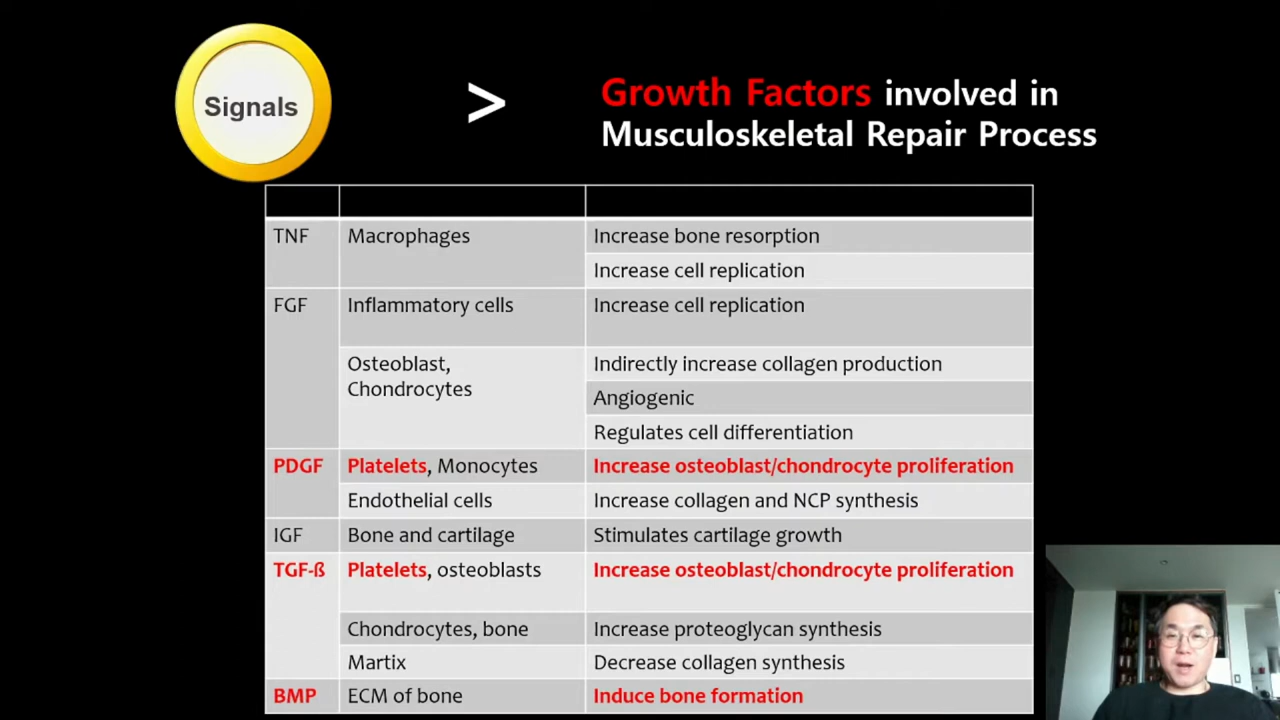 Signals
>
Growth Factors involved in
Musculoskeletal Repair Process
TNF Macrophages Increase bone resorption
Increase cell replication
FGF Inflammatory cells Increase cell replication
Osteoblast, Indirectly increase collagen production
Chondrocytes
Angiogenic
Regulates cell differentiation
PDGF Platelets, Monocytes Increase osteoblast/chondrocyte proliferation
Endothelial cells Increase collagen and NCP synthesis
IGF Bone and cartilage Stimulates cartilage growth
TGF-ß Platelets, osteoblasts Increase osteoblast/chondrocyte proliferation
Chondrocytes, bone Increase proteoglycan synthesis
Martix Decrease collagen synthesis
BMP ECM of bone Induce bone formation